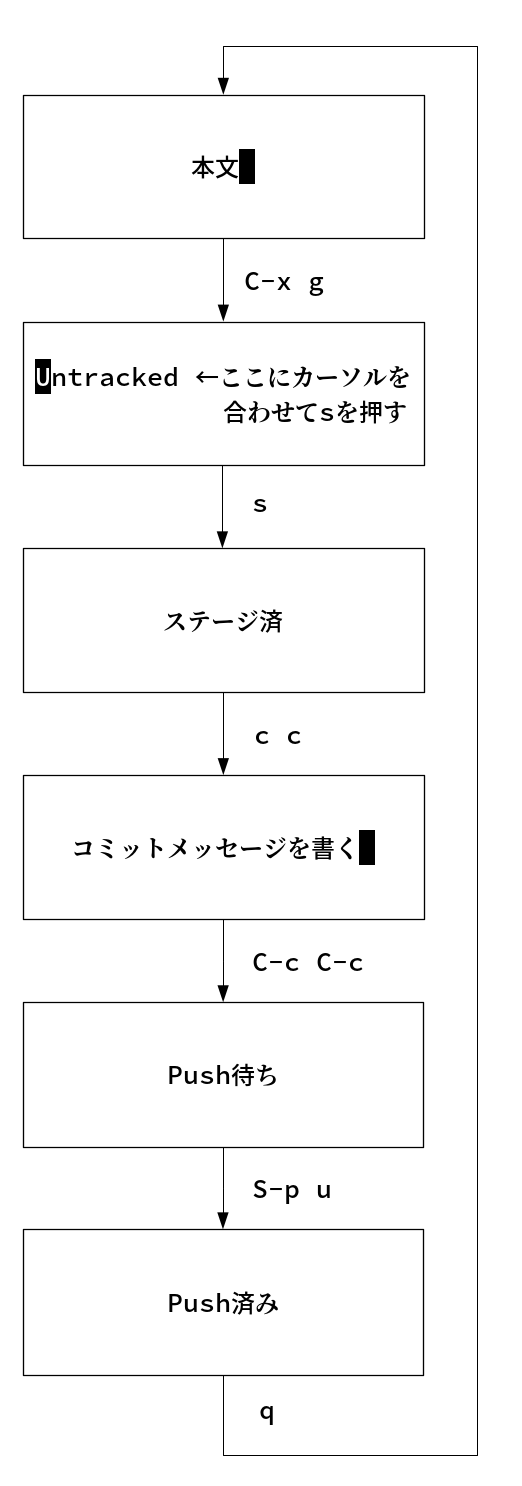 本文
C-x g
Untracked ←ここにカーソルを
合わせてsを押す
s
ステージ済
c c
コミットメッセージを書く
C-c C-c
Push待ち
S-p u
Push済み
q